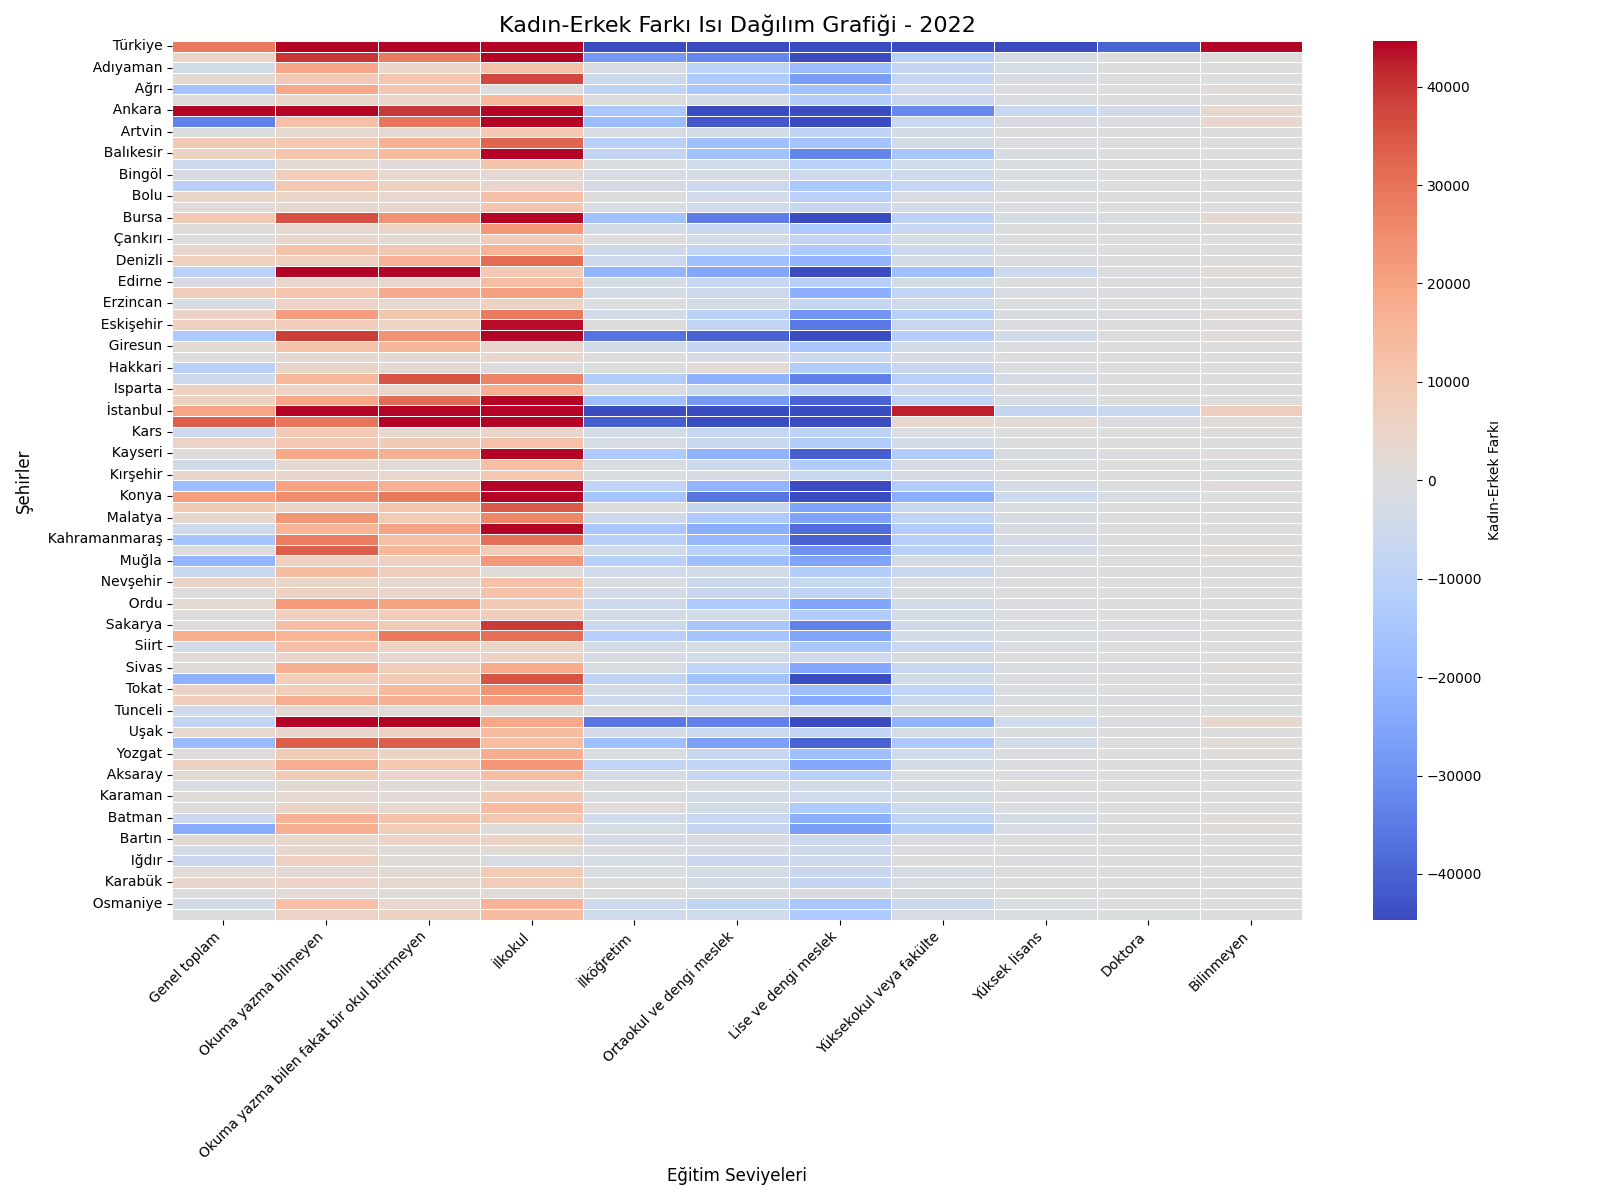 Kadın-Erkek Farkı Isı Dağılım Grafiği - 2022
Şehirler
Türkiye
Adıyaman
Ağrı
Ankara
Artvin
Balıkesir
Bingöl
Bolu
Bursa
Çankırı
Denizli
Edirne
Erzincan
Eskişehir
Giresun
Hakkari
Isparta
İstanbul
Kars
Kayseri
Kırşehir
Konya
Malatya
Kahramanmaraş
Muğla
Nevşehir
Ordu
Sakarya
Siirt
Sivas
Tokat
Tunceli
Uşak
Yozgat
Aksaray
Karaman
Batman
Bartın
Iğdır
Karabük
Osmaniye
Genel toplam
Okuma yazma bilmeyen
Okuma yazma bilen fakat bir okul bitirmeyen
İlkokul
İlköğretim
Ortaokul ve dengi meslek
Lise ve dengi meslek
Yüksekokul veya fakülte
Yüksek lisans
Doktora
Bilinmeyen
Eğitim Seviyeleri
40000
30000
20000
10000
0
−10000
−20000
−30000
−40000
Kadın-Erkek Farkı